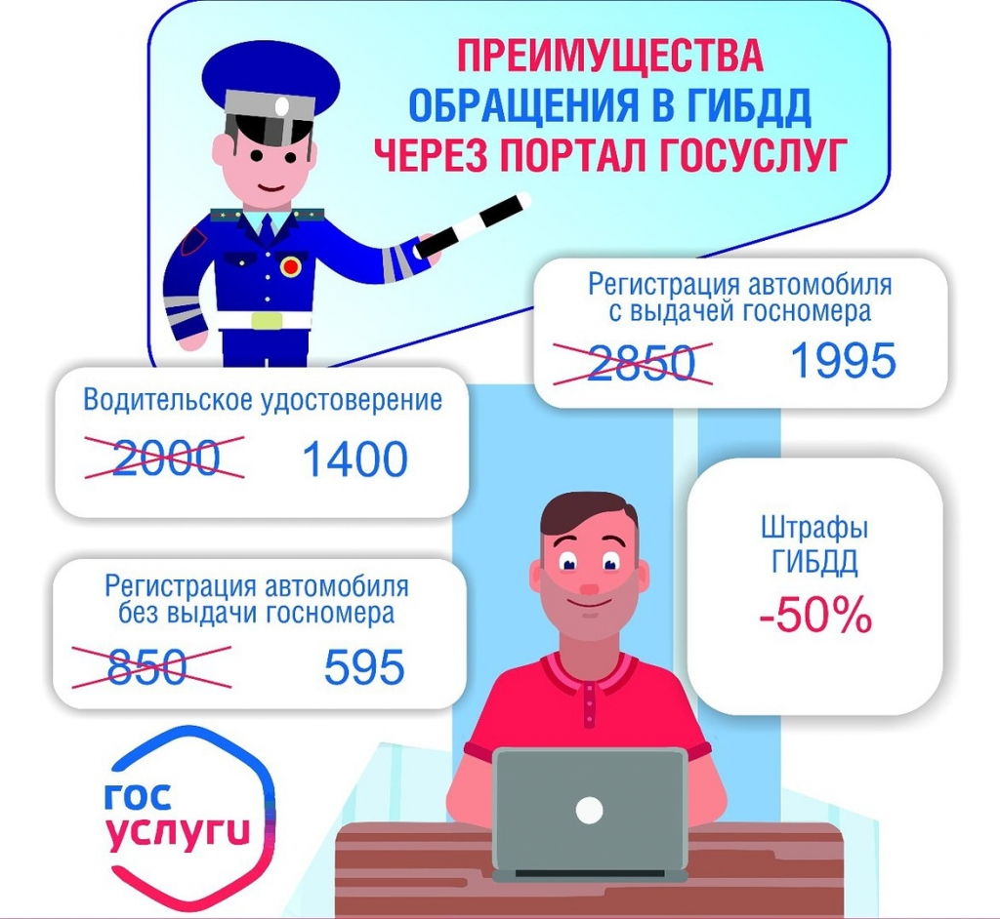 ПРЕИМУЩЕСТВА
ОБРАЩЕНИЯ В ГИБДД
ЧЕРЕЗ ПОРТАЛ ГОСУСЛУГ
Регистрация автомобиля
с выдачей госномера
2850 1995
Водительское удостоверение
2000 1400
Штрафы
ГИБДД
-50%
Регистрация автомобиля
без выдачи госномера
850 595
гос
услуги